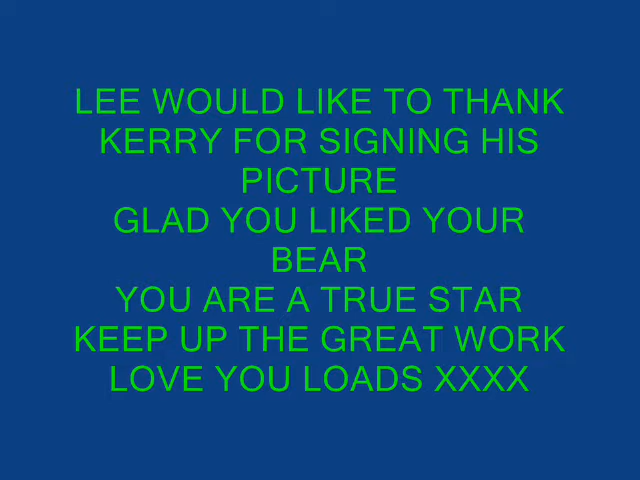 LEE WOULD LIKE TO THANK
KERRY FOR SIGNING HIS
PICTURE
GLAD YOU LIKED YOUR
BEAR
YOU ARE A TRUE STAR
KEEP UP THE GREAT WORK
LOVE YOU LOADS XXXX